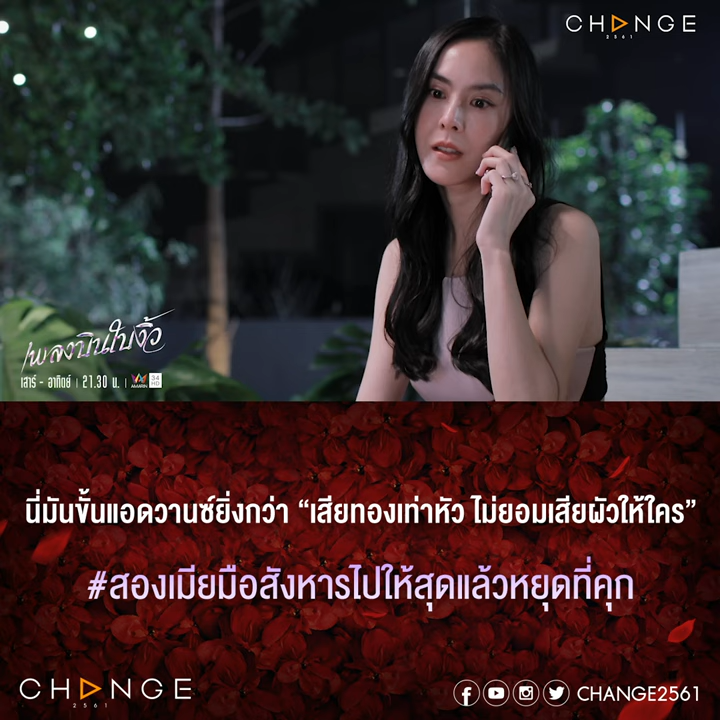 CHANGE
2561
เพลงบินใบงิ้ว
เสาร์ - อาทิตย์ | 21.30 น. | AMARIN 34 HD
นี่มันขั้นแอดวานซ์ยิ่งกว่า “เสียทองเท่าหัว ไม่ยอมเสียผัวให้ใคร”
#สองเมียมือสังหารไปให้สุดแล้วหยุดที่คุก
CHANGE
2561
CHANGE2561